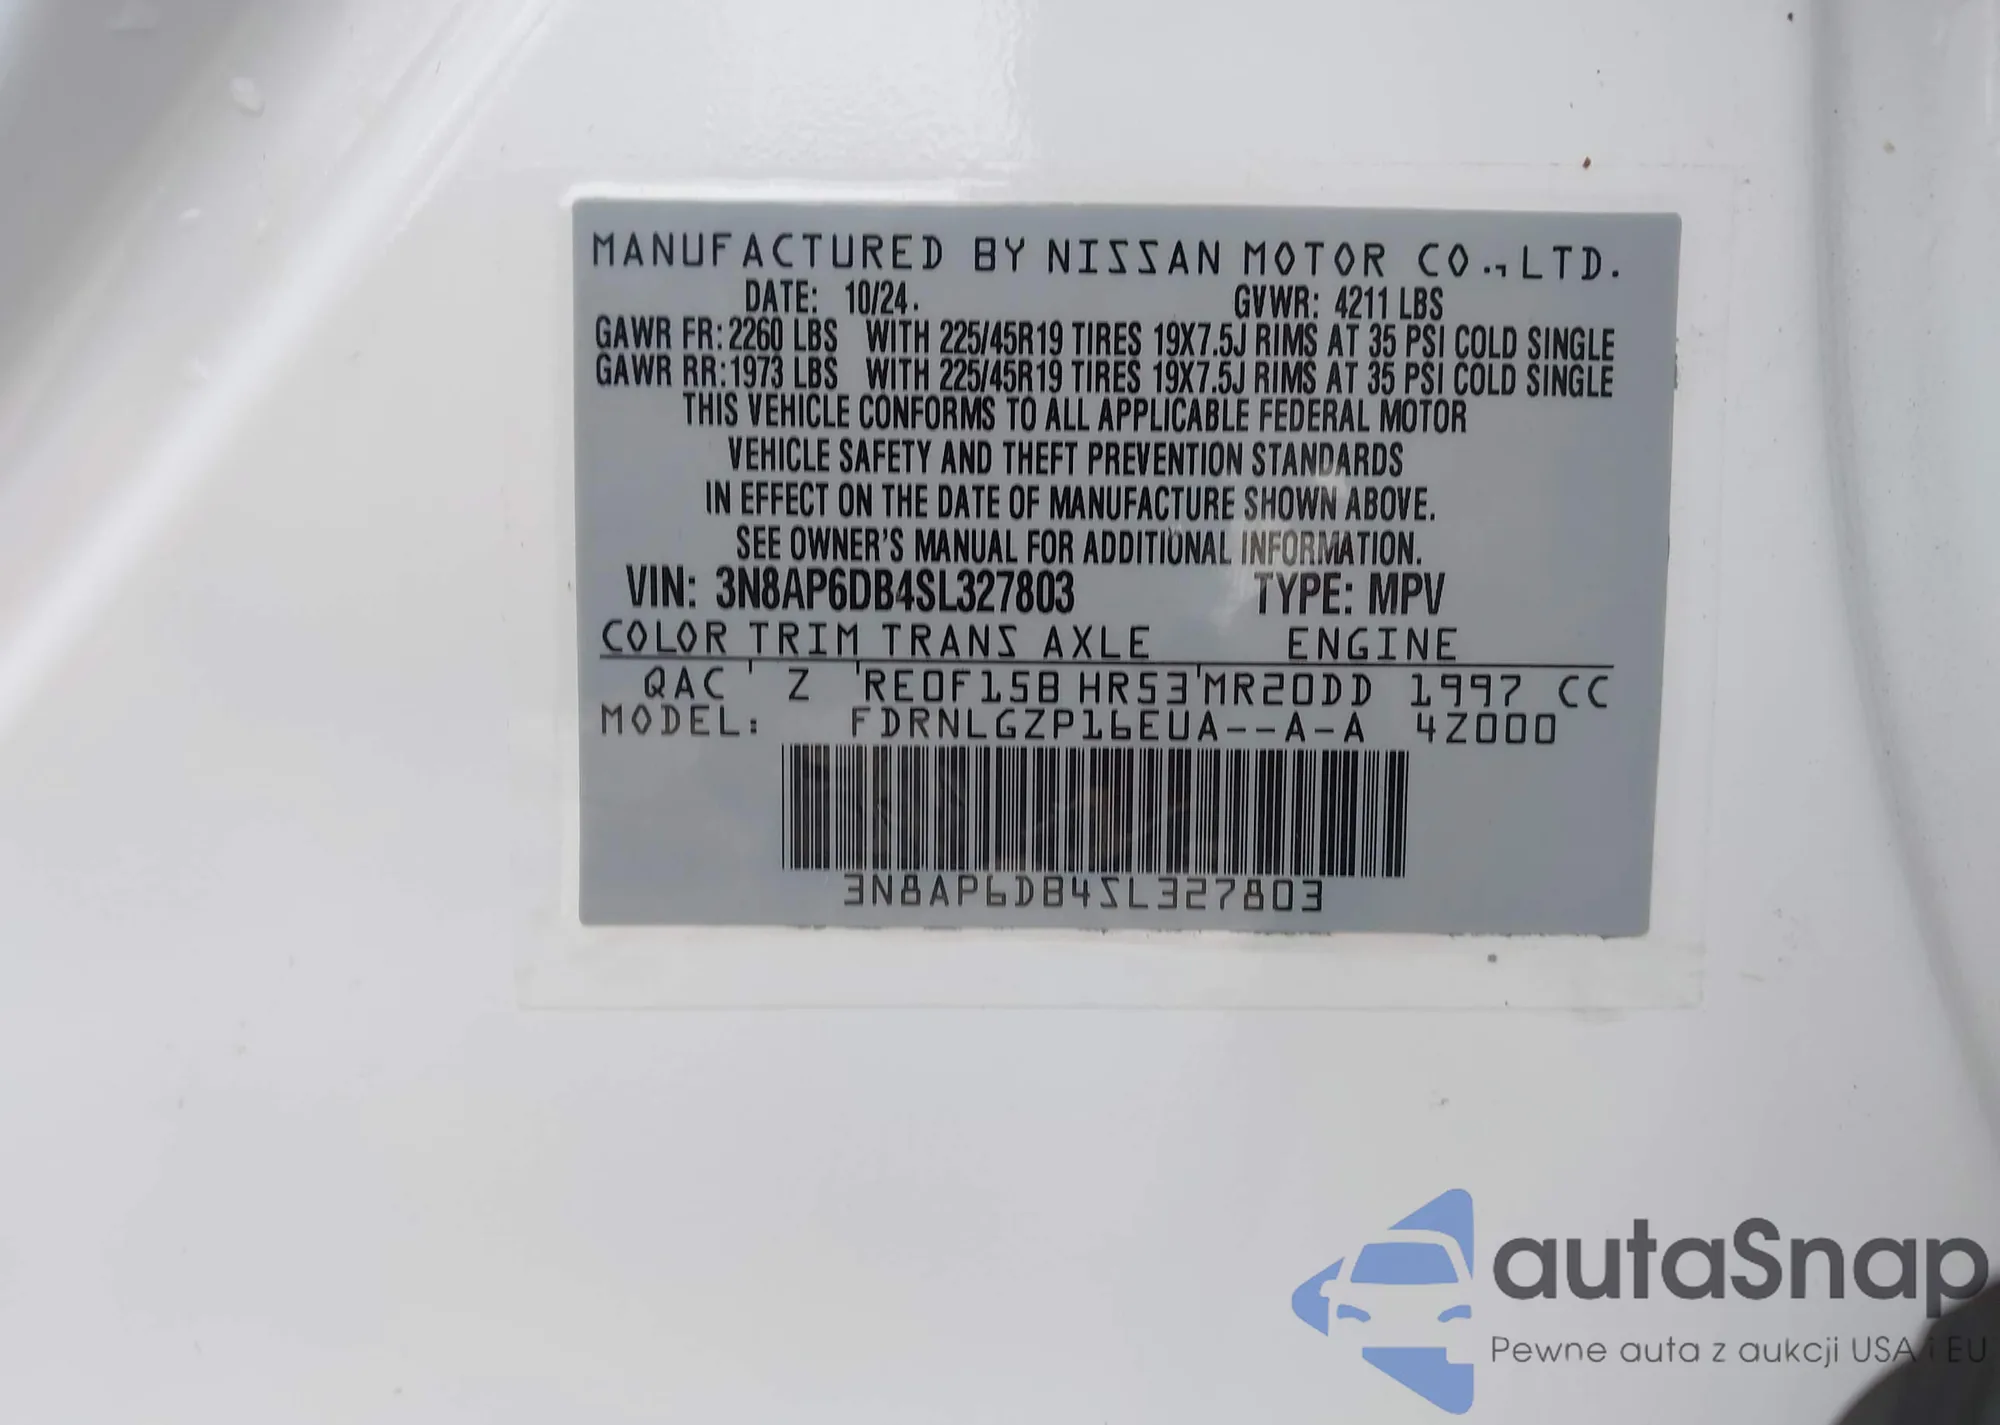 MANUFACTURED BY NISSAN MOTOR CO., LTD.
DATE: 10/24. GVWR: 4211 LBS
GAWR FR: 2260 LBS WITH 225/45R19 TIRES 19X7.5J RIMS AT 35 PSI COLD SINGLE
GAWR RR: 1973 LBS WITH 225/45R19 TIRES 19X7.5J RIMS AT 35 PSI COLD SINGLE
THIS VEHICLE CONFORMS TO ALL APPLICABLE FEDERAL MOTOR
VEHICLE SAFETY AND THEFT PREVENTION STANDARDS
IN EFFECT ON THE DATE OF MANUFACTURE SHOWN ABOVE.
SEE OWNER'S MANUAL FOR ADDITIONAL INFORMATION.
VIN: 3N8AP6DB4SL327803 TYPE: MPV
COLOR TRIM TRANS AXLE ENGINE
QAC Z RE0F15B HR53 MR20DD 1997 CC
MODEL: FDRNLGZP16EUA--A-A 4Z000
3N8AP6DB4SL327803
autaSnap
Pewne auta z aukcji USA i EU